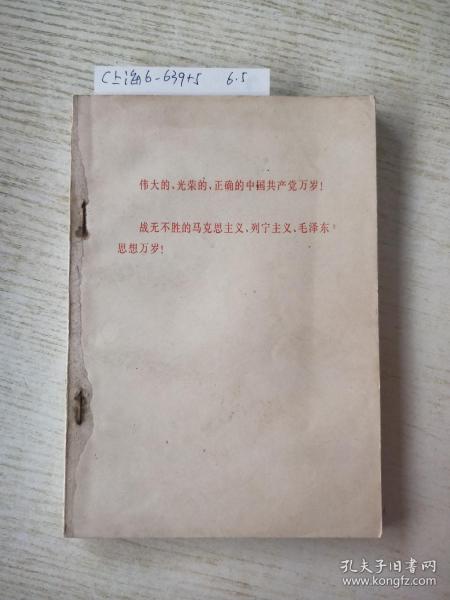 C上海6-639+5 6.5
伟大的、光荣的、正确的中国共产党万岁!
战无不胜的马克思主义、列宁主义、毛泽东
思想万岁!
孔夫子旧书网
www.kongfz.com